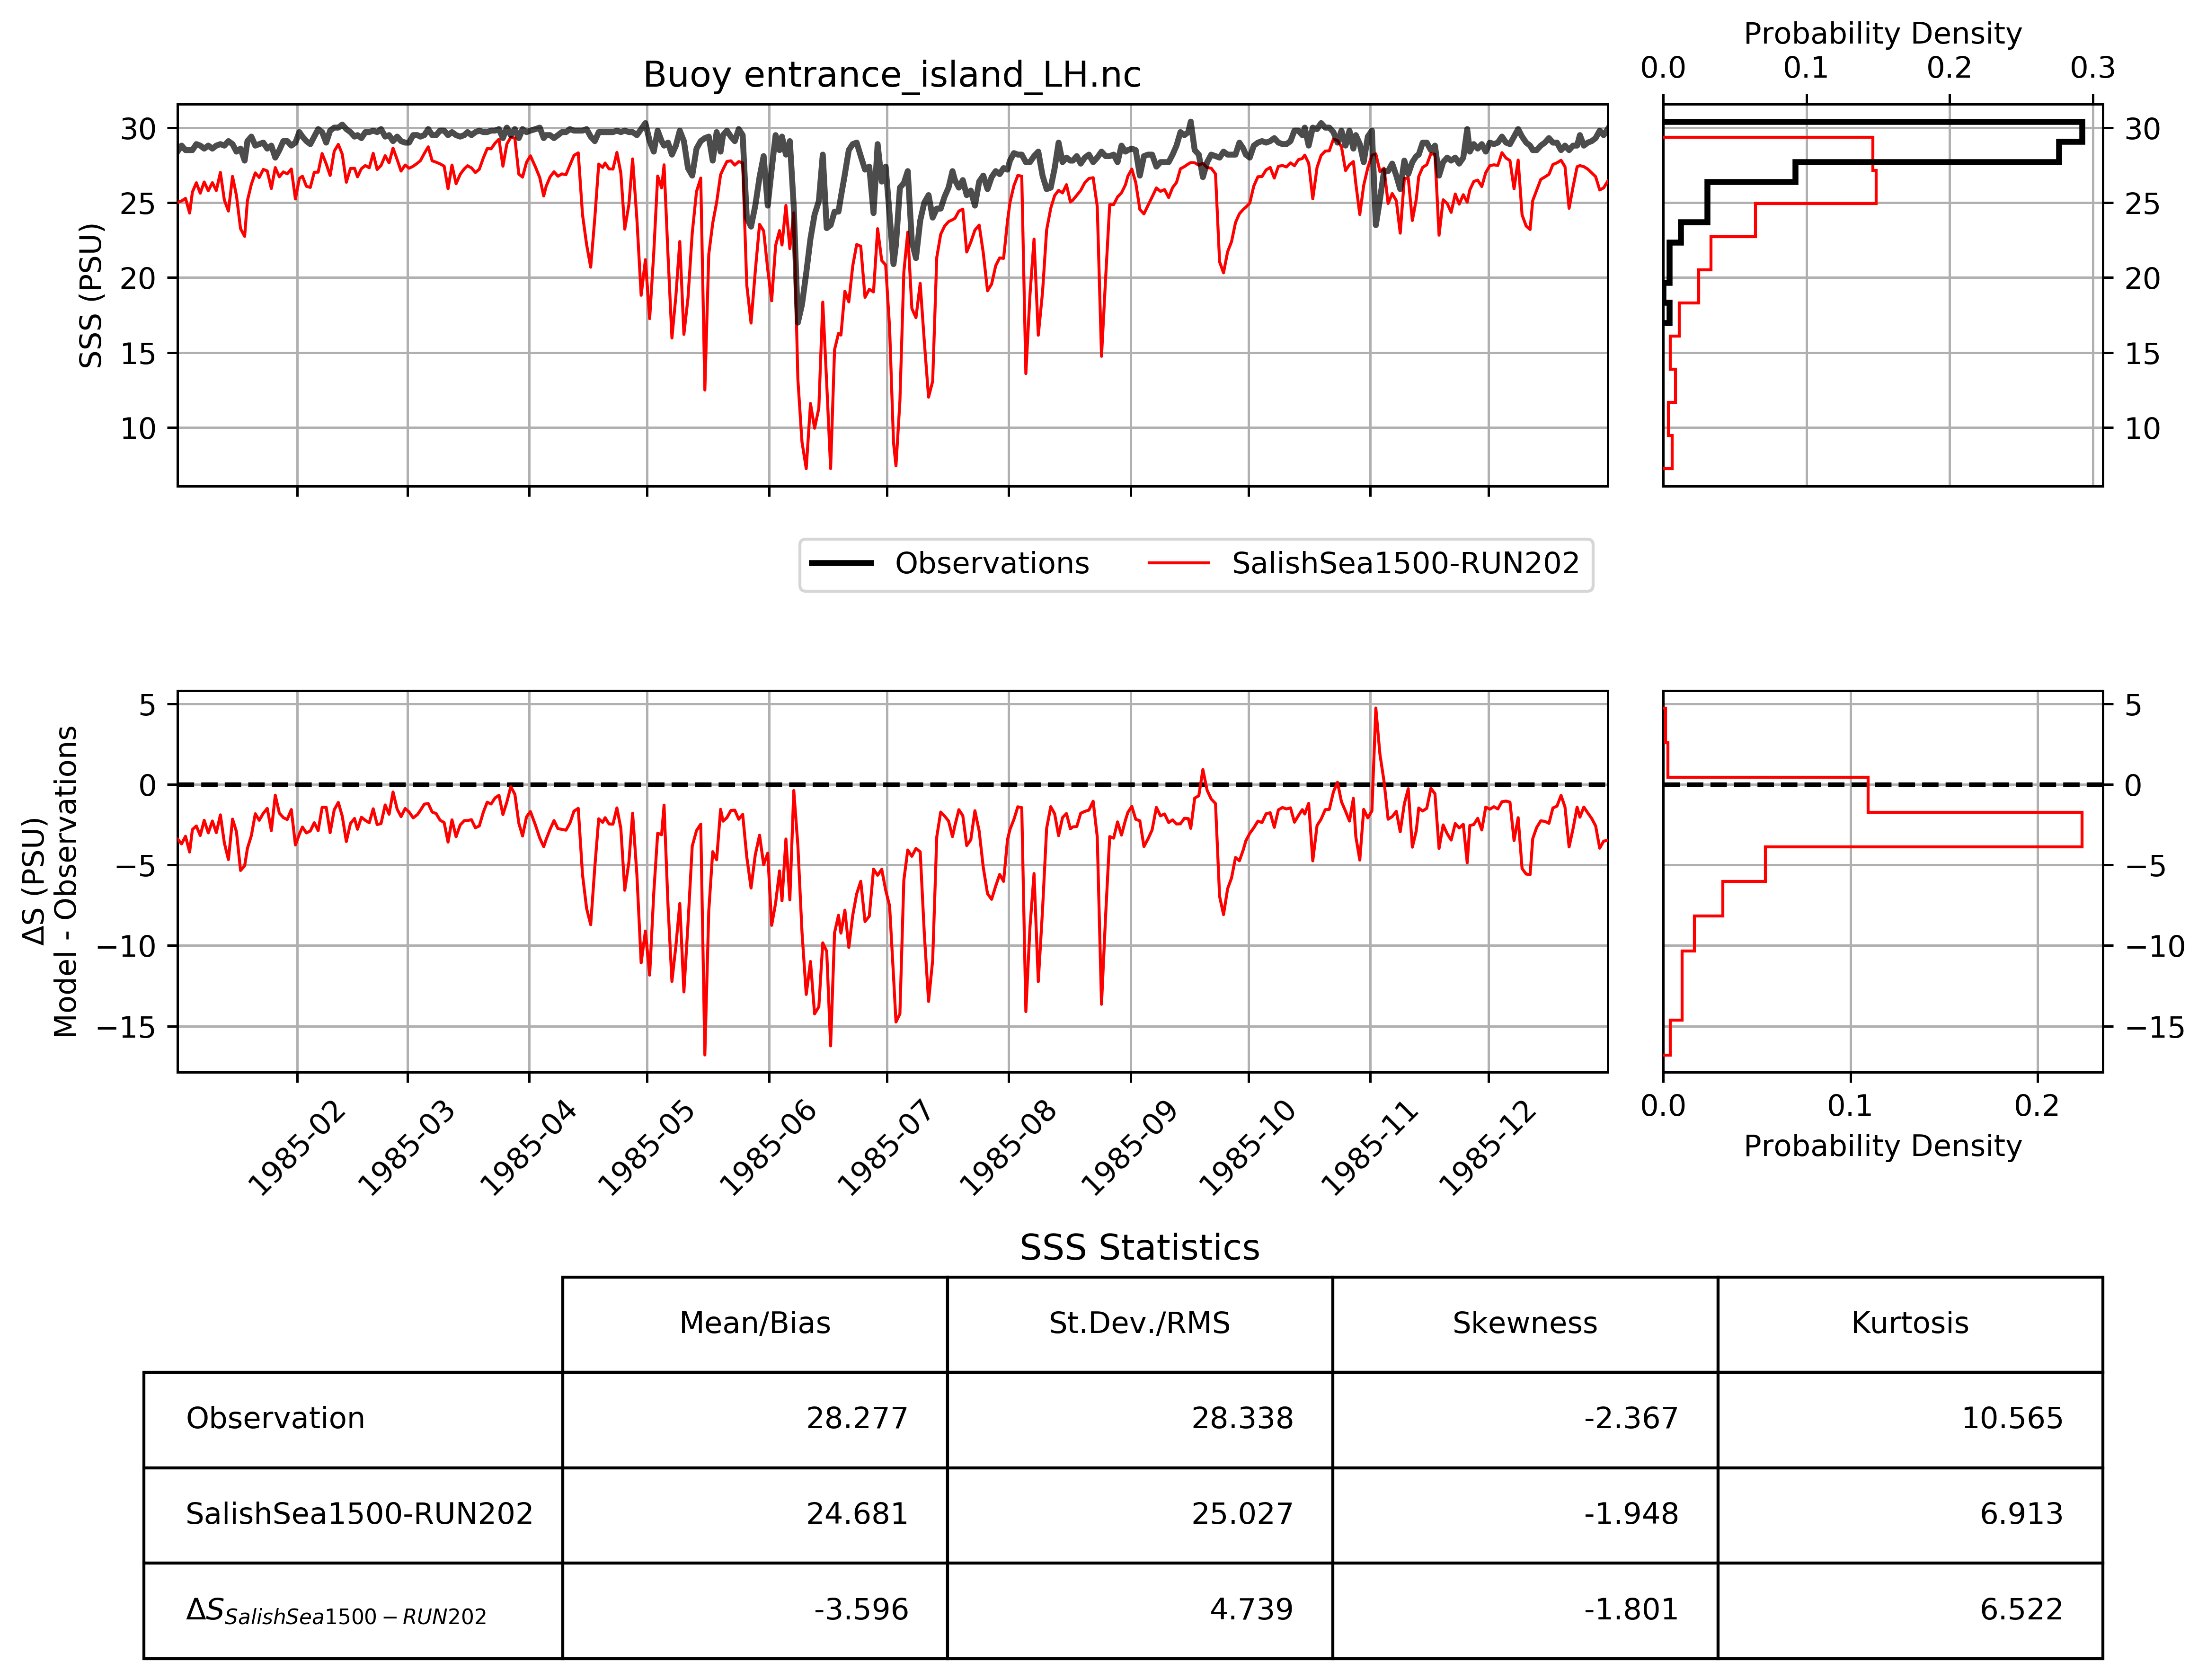 Probability Density
0.0 0.1 0.2 0.3
Buoy entrance_island_LH.nc
SSS (PSU)
30
25
20
15
10
30
25
20
15
10
Observations SalishSea1500-RUN202
ΔS (PSU)
Model - Observations
5
0
−5
−10
−15
5
0
−5
−10
−15
1985-02 1985-03 1985-04 1985-05 1985-06 1985-07 1985-08 1985-09 1985-10 1985-11 1985-12
0.0 0.1 0.2
Probability Density
SSS Statistics
Mean/Bias St.Dev./RMS Skewness Kurtosis
Observation 28.277 28.338 -2.367 10.565
SalishSea1500-RUN202 24.681 25.027 -1.948 6.913
ΔS SalishSea1500−RUN202 -3.596 4.739 -1.801 6.522